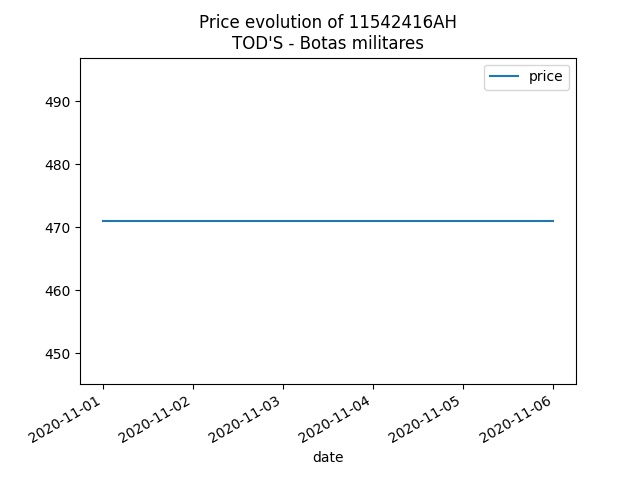 Price evolution of 11542416AH
TOD'S - Botas militares
price
490
480
470
460
450
2020-11-01
2020-11-02
2020-11-03
2020-11-04
2020-11-05
2020-11-06
date